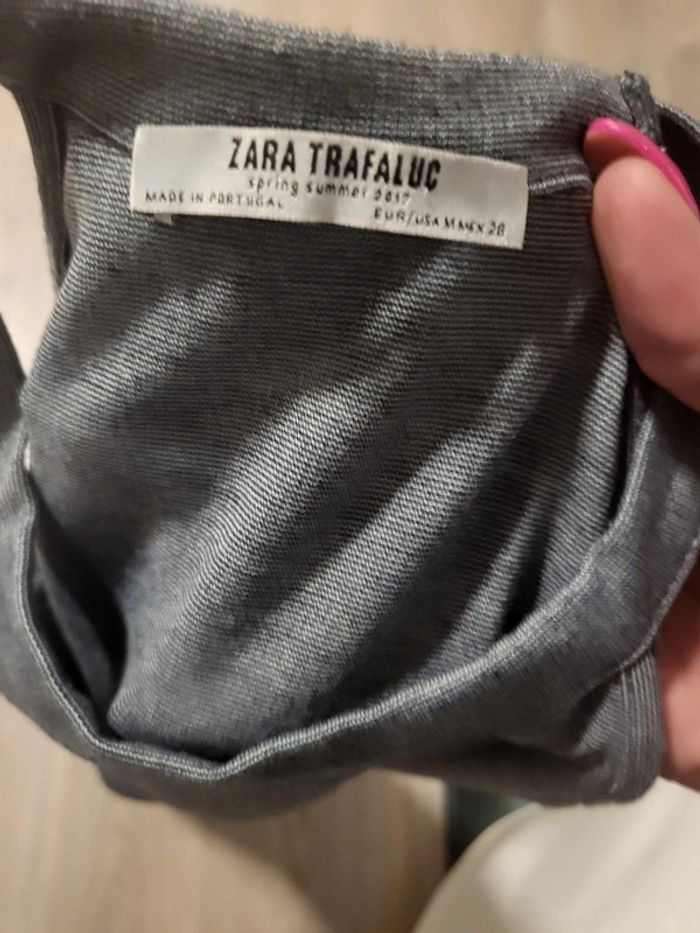 ZARA TRAFALUC
spring summer 2017
MADE IN PORTUGAL
EUR/USA M MEX 28